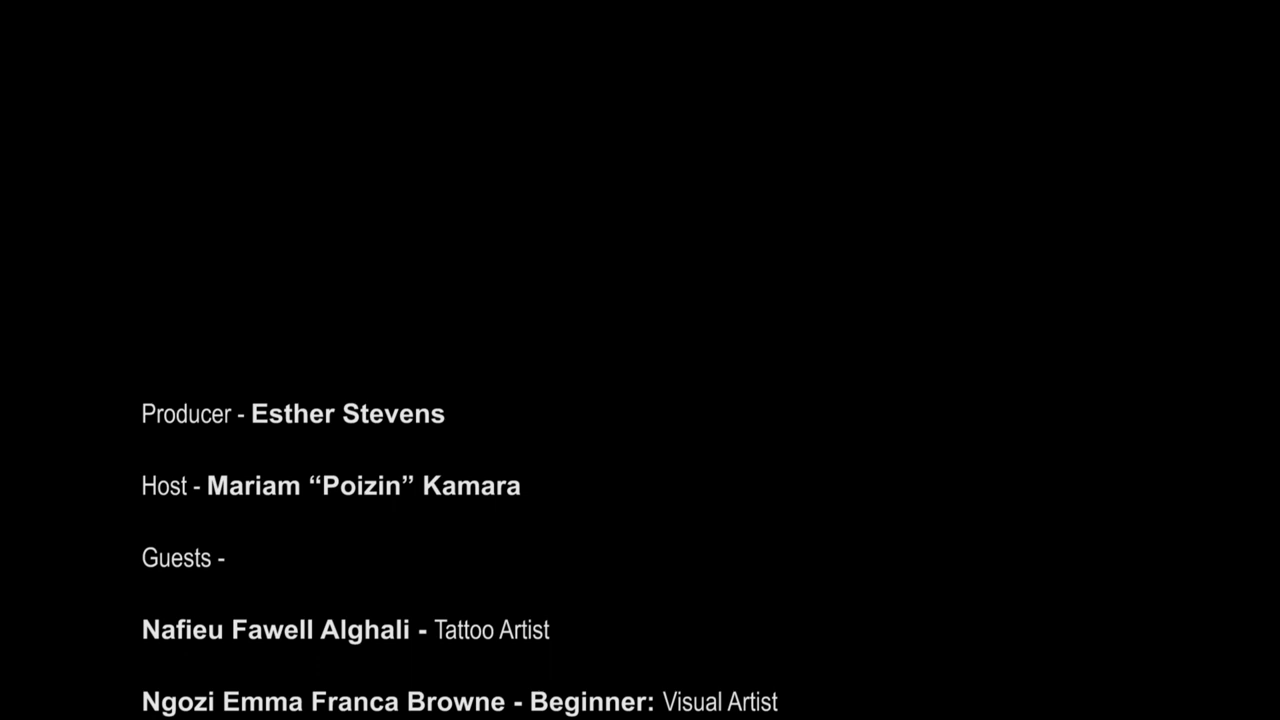 Producer - Esther Stevens
Host - Mariam “Poizin” Kamara
Guests -
Nafieu Fawell Alghali - Tattoo Artist
Ngozi Emma Franca Browne - Beginner: Visual Artist